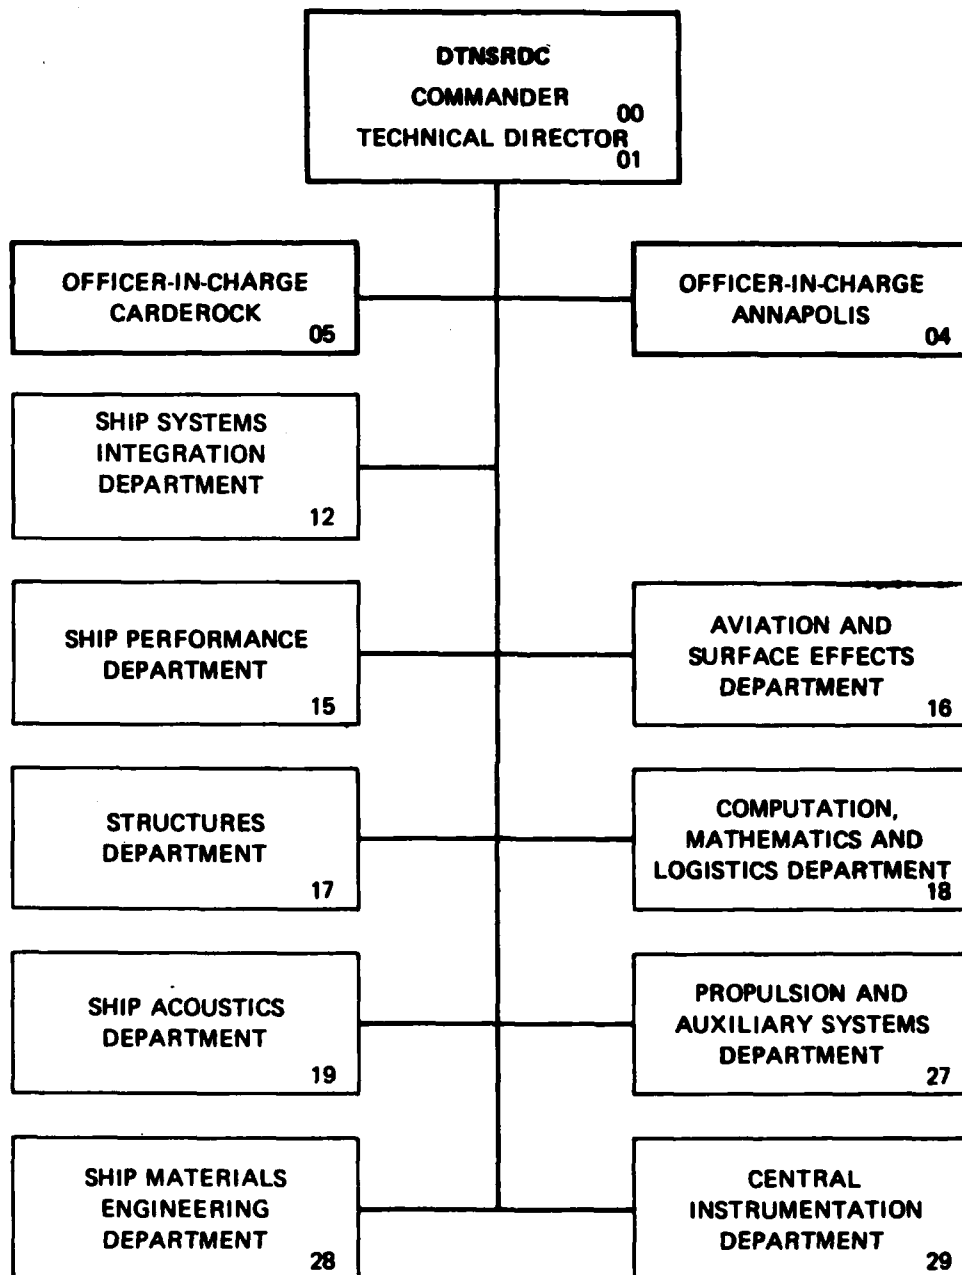 DTNSRDC
COMMANDER
00
TECHNICAL DIRECTOR
01
OFFICER-IN-CHARGE
CARDEROCK
05
OFFICER-IN-CHARGE
ANNAPOLIS
04
SHIP SYSTEMS
INTEGRATION
DEPARTMENT
12
SHIP PERFORMANCE
DEPARTMENT
15
AVIATION AND
SURFACE EFFECTS
DEPARTMENT
16
STRUCTURES
DEPARTMENT
17
COMPUTATION,
MATHEMATICS AND
LOGISTICS DEPARTMENT
18
SHIP ACOUSTICS
DEPARTMENT
19
PROPULSION AND
AUXILIARY SYSTEMS
DEPARTMENT
27
SHIP MATERIALS
ENGINEERING
DEPARTMENT
28
CENTRAL
INSTRUMENTATION
DEPARTMENT
29